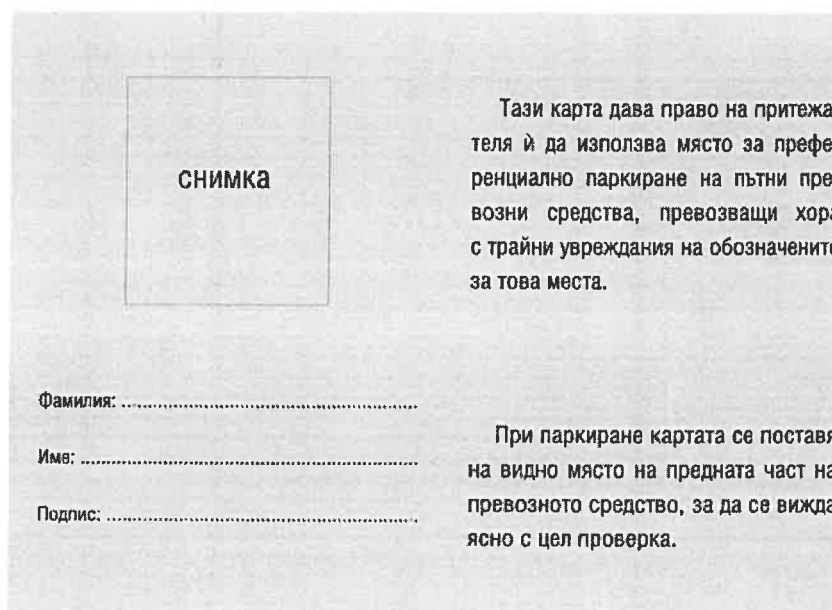 снимка
Фамилия: ................................................
Име: ................................................
Подпис: ................................................
Тази карта дава право на притежа
теля ѝ да използва място за префе
ренциално паркиране на пътни пре
возни средства, превозващи хора
с трайни увреждания на обозначените
за това места.
При паркиране картата се поставя
на видно място на предната част на
превозното средство, за да се вижда
ясно с цел проверка.